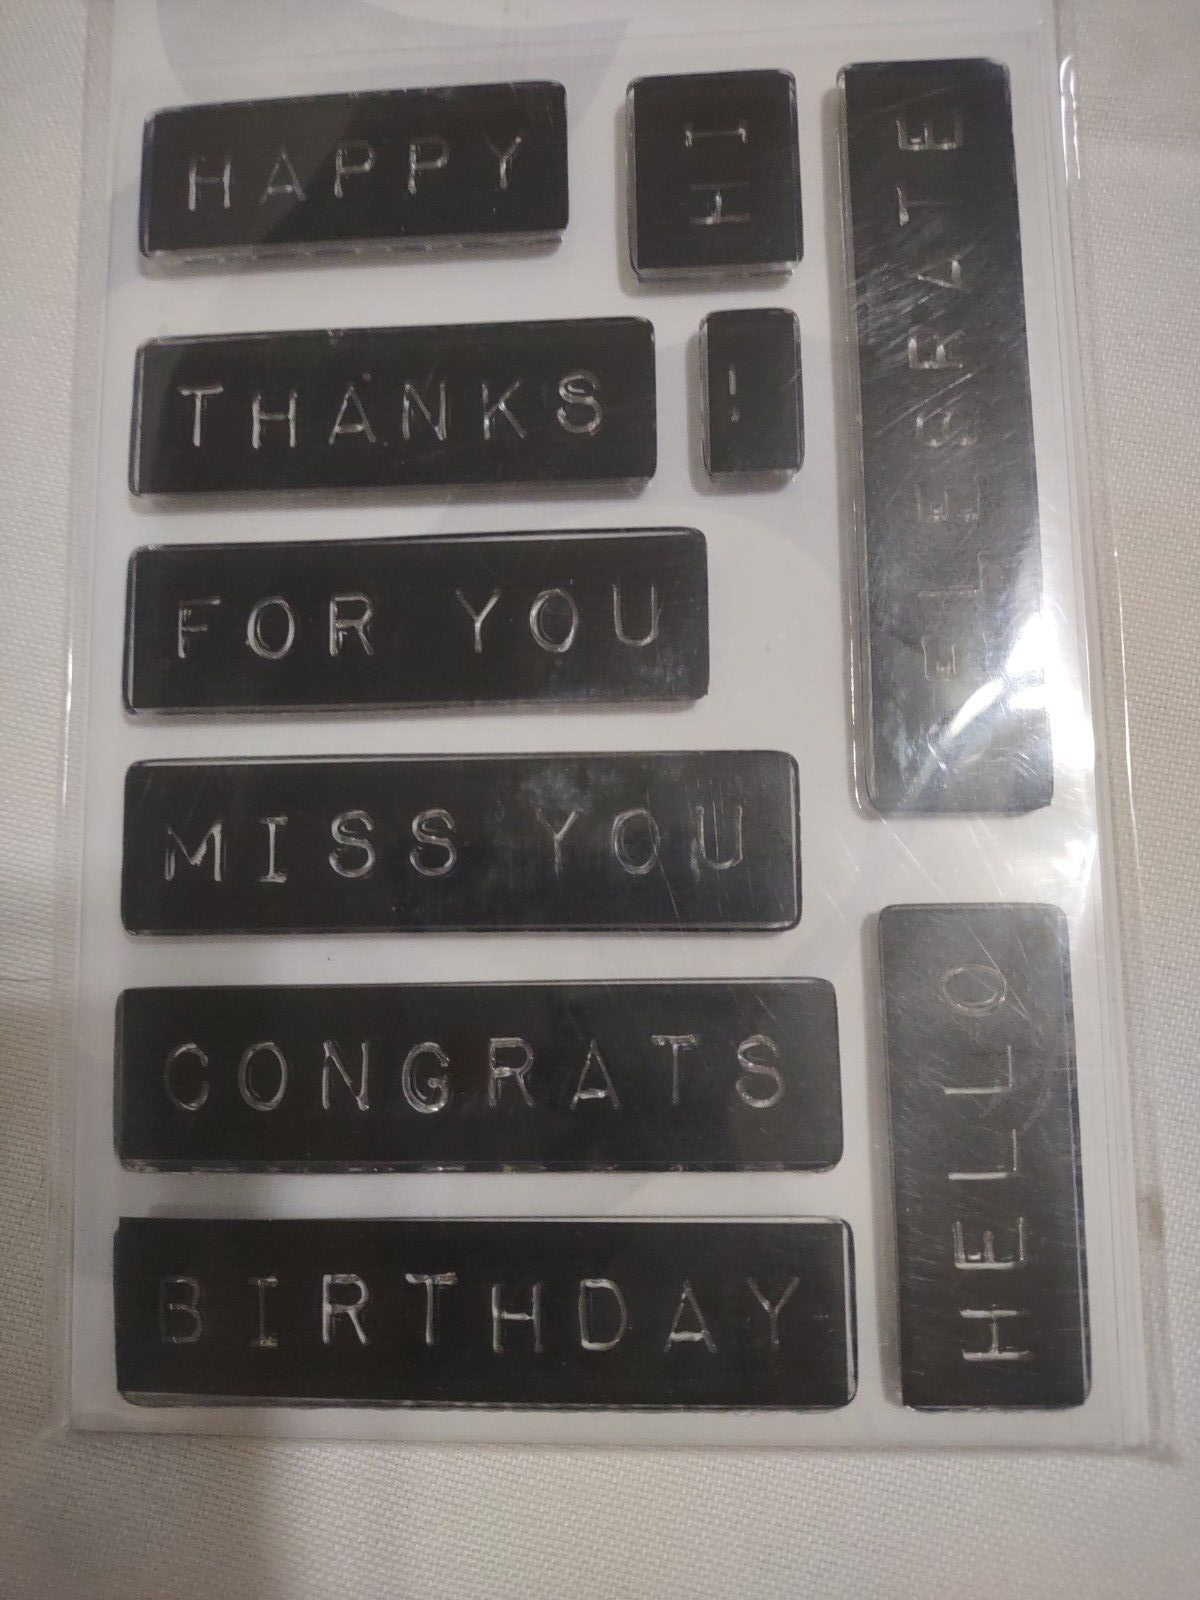 HAPPY
HI
THANKS
!
FOR YOU
MISS YOU
CONGRATS
BIRTHDAY
CELEBRATE
HELLO